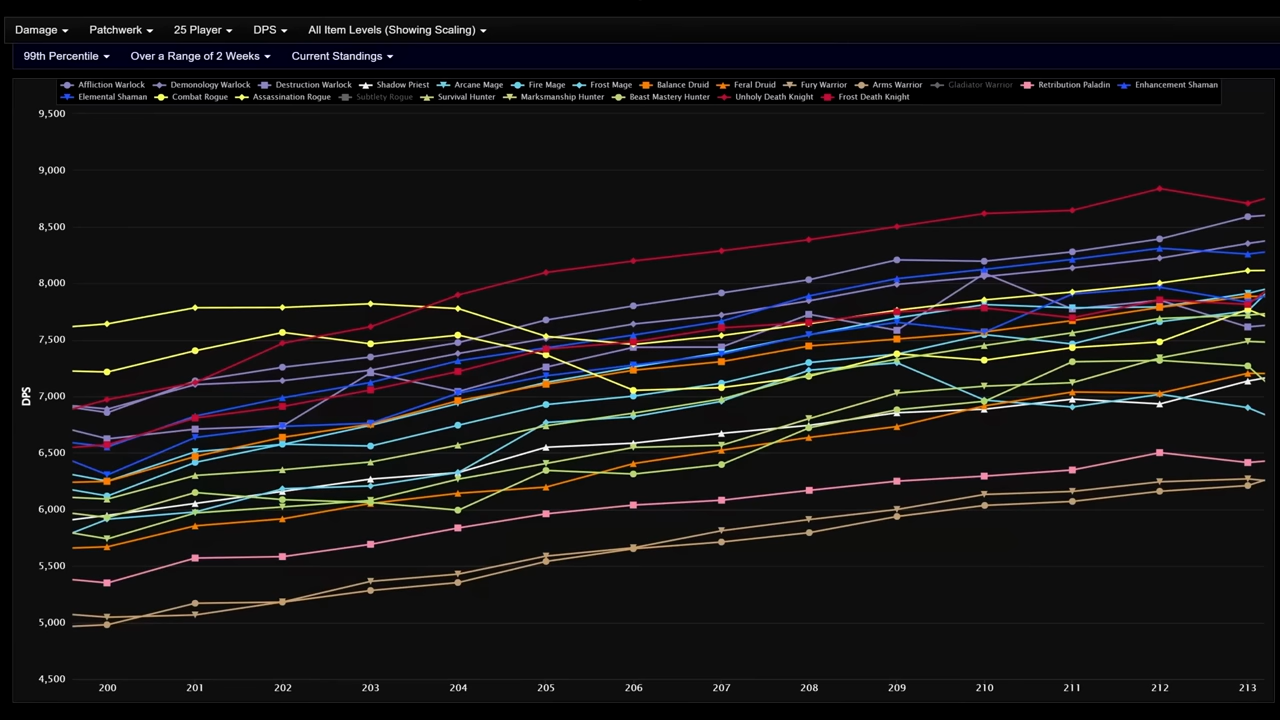 Damage Patchwerk 25 Player DPS All Item Levels (Showing Scaling)
99th Percentile Over a Range of 2 Weeks Current Standings
Affliction Warlock Demonology Warlock Destruction Warlock Shadow Priest Arcane Mage Fire Mage Frost Mage Balance Druid Feral Druid Fury Warrior Arms Warrior Gladiator Warrior Retribution Paladin Enhancement Shaman
Elemental Shaman Combat Rogue Assassination Rogue Subtlety Rogue Survival Hunter Marksmanship Hunter Beast Mastery Hunter Unholy Death Knight Frost Death Knight
9,500
9,000
8,500
8,000
7,500
7,000
6,500
6,000
5,500
5,000
4,500
DPS
200 201 202 203 204 205 206 207 208 209 210 211 212 213